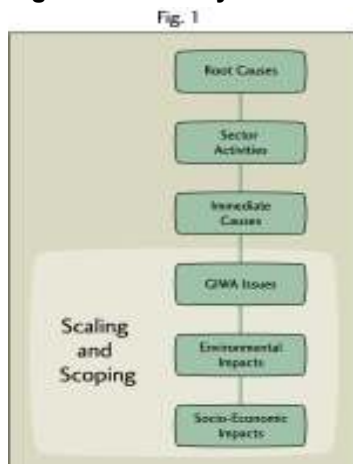 Fig. 1
Root Causes
Sector
Activities
Immediate
Causes
GIWA Issues
Scaling
and
Scoping
Environmental
Impacts
Socio-Economic
Impacts